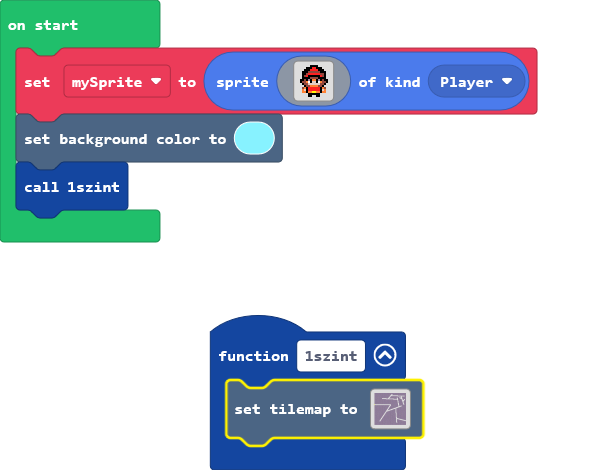 on start
set mySprite to sprite of kind Player
set background color to
call 1szint
function 1szint
set tilemap to